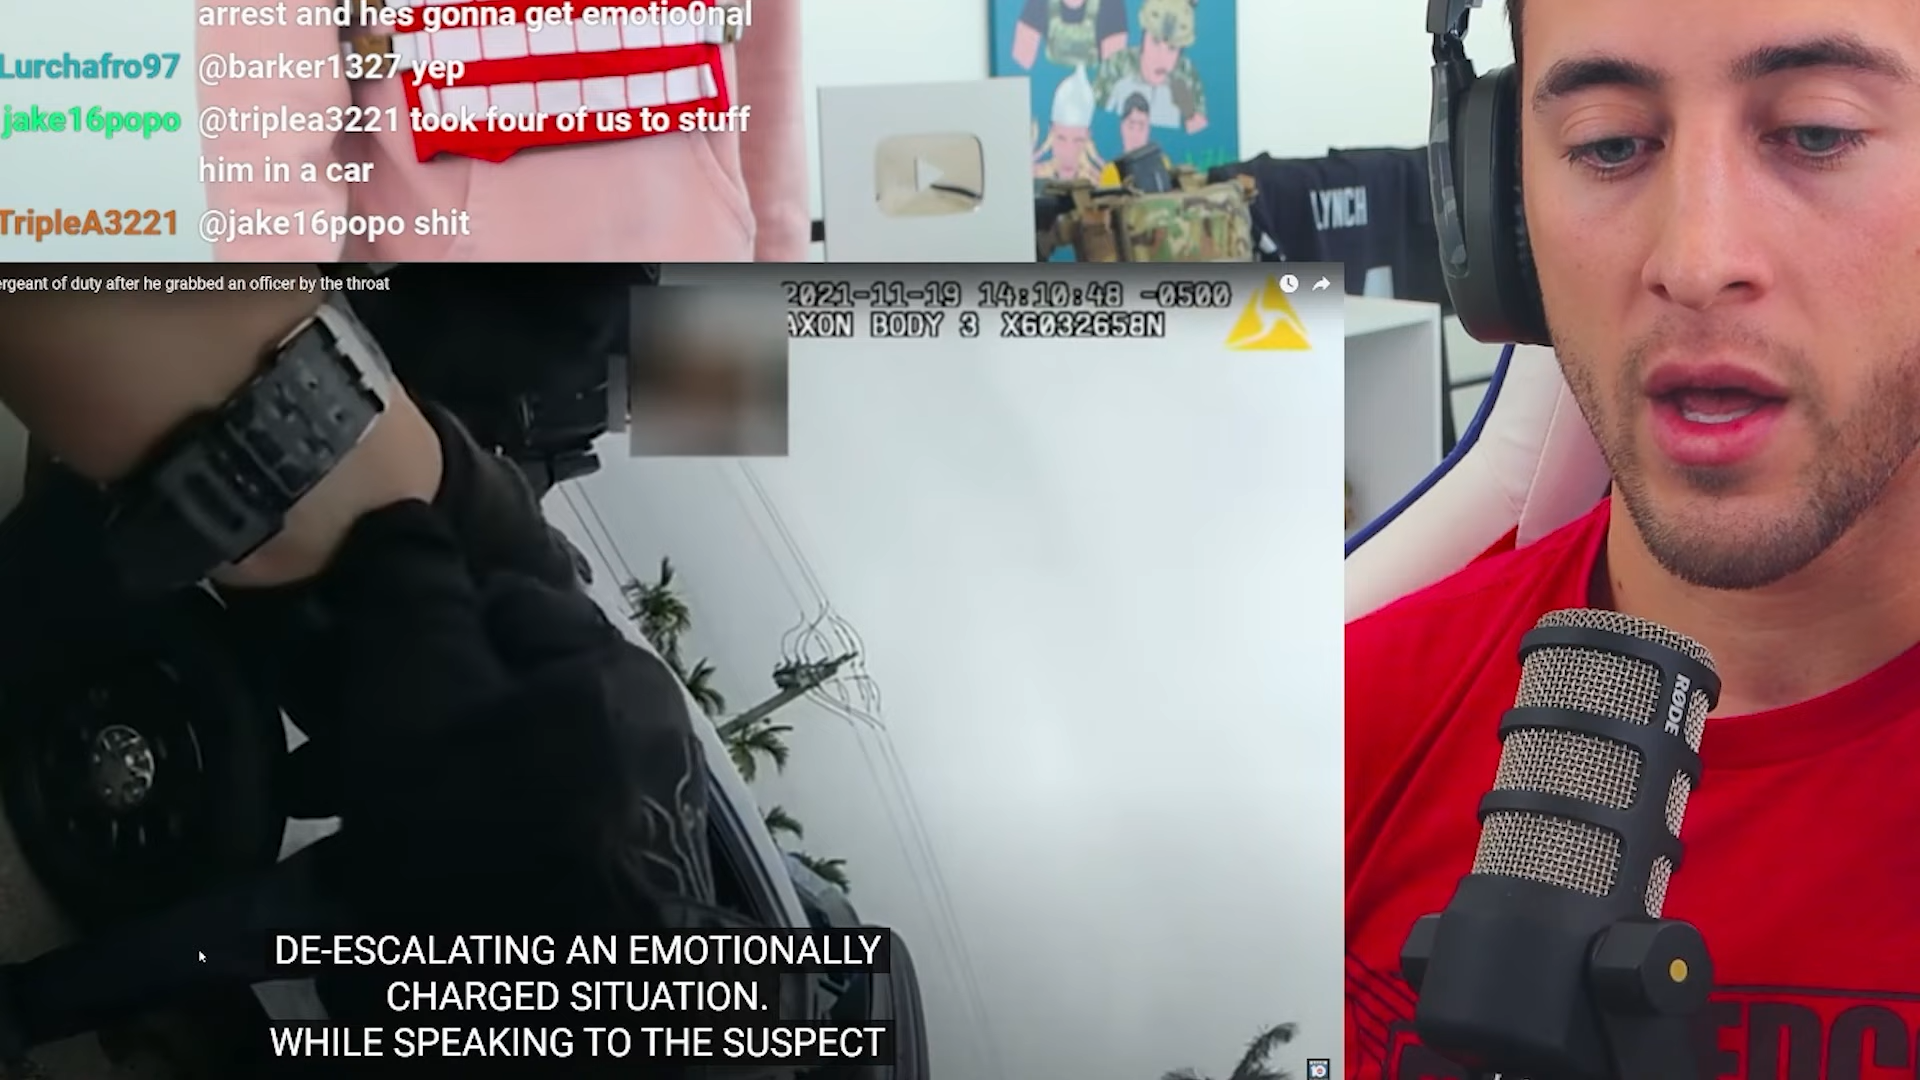 arrest and hes gonna get emotio0nal
Lurchafro97 @barker1327 yep
jake16popo @triplea3221 took four of us to stuff
him in a car
TripleA3221 @jake16popo shit
LYNCH
ergeant of duty after he grabbed an officer by the throat
2021-11-19 14:10:48 -0500
AXON BODY 3 X6032658N
RØDE
DE-ESCALATING AN EMOTIONALLY
CHARGED SITUATION.
WHILE SPEAKING TO THE SUSPECT